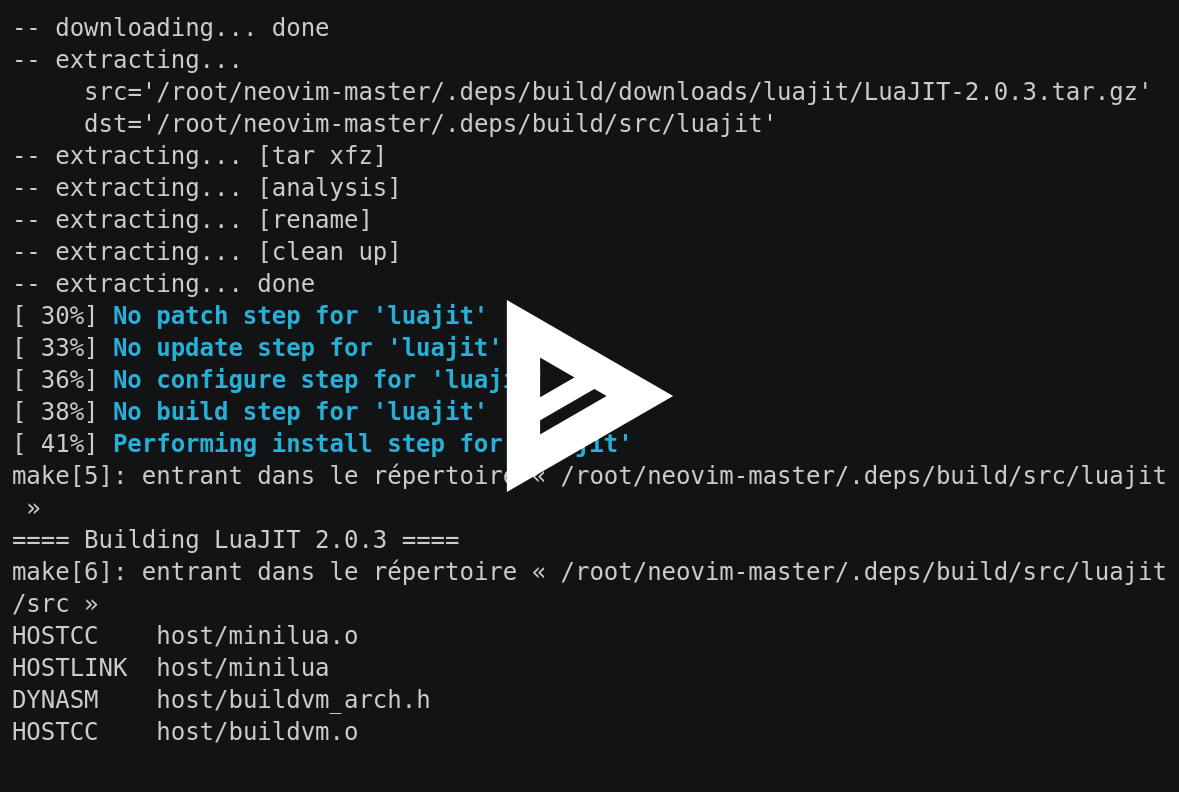 -- downloading... done
-- extracting...
     src='/root/neovim-master/.deps/build/downloads/luajit/LuaJIT-2.0.3.tar.gz'
     dst='/root/neovim-master/.deps/build/src/luajit'
-- extracting... [tar xfz]
-- extracting... [analysis]
-- extracting... [rename]
-- extracting... [clean up]
-- extracting... done
[ 30%] No patch step for 'luajit'
[ 33%] No update step for 'luajit'
[ 36%] No configure step for
[ 38%] No build step for 'luajit'
[ 41%] Performing install step for
make[5]: entrant dans le répertoire « /root/neovim-master/.deps/build/src/luajit
 »
==== Building LuaJIT 2.0.3 ====
make[6]: entrant dans le répertoire « /root/neovim-master/.deps/build/src/luajit
/src »
HOSTCC    host/minilua.o
HOSTLINK  host/minilua
DYNASM    host/buildvm_arch.h
HOSTCC    host/buildvm.o